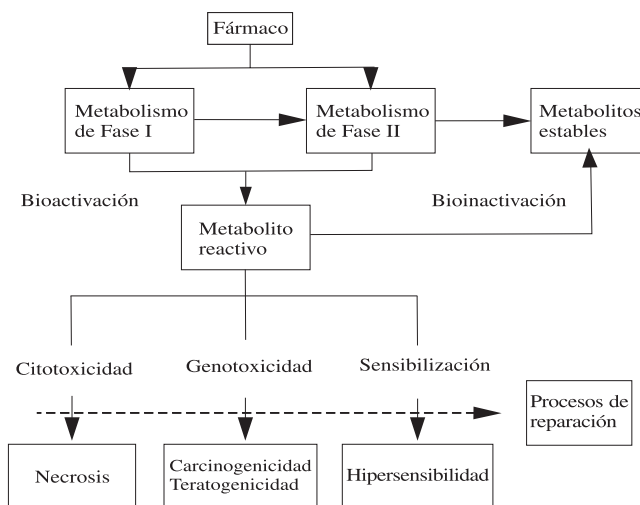 Fármaco
Metabolismo
de Fase I
Metabolismo
de Fase II
Metabolitos
estables
Bioactivación
Bioinactivación
Metabolito
reactivo
Citotoxicidad
Genotoxicidad
Sensibilización
Procesos de
reparación
Necrosis
Carcinogenicidad
Teratogenicidad
Hipersensibilidad